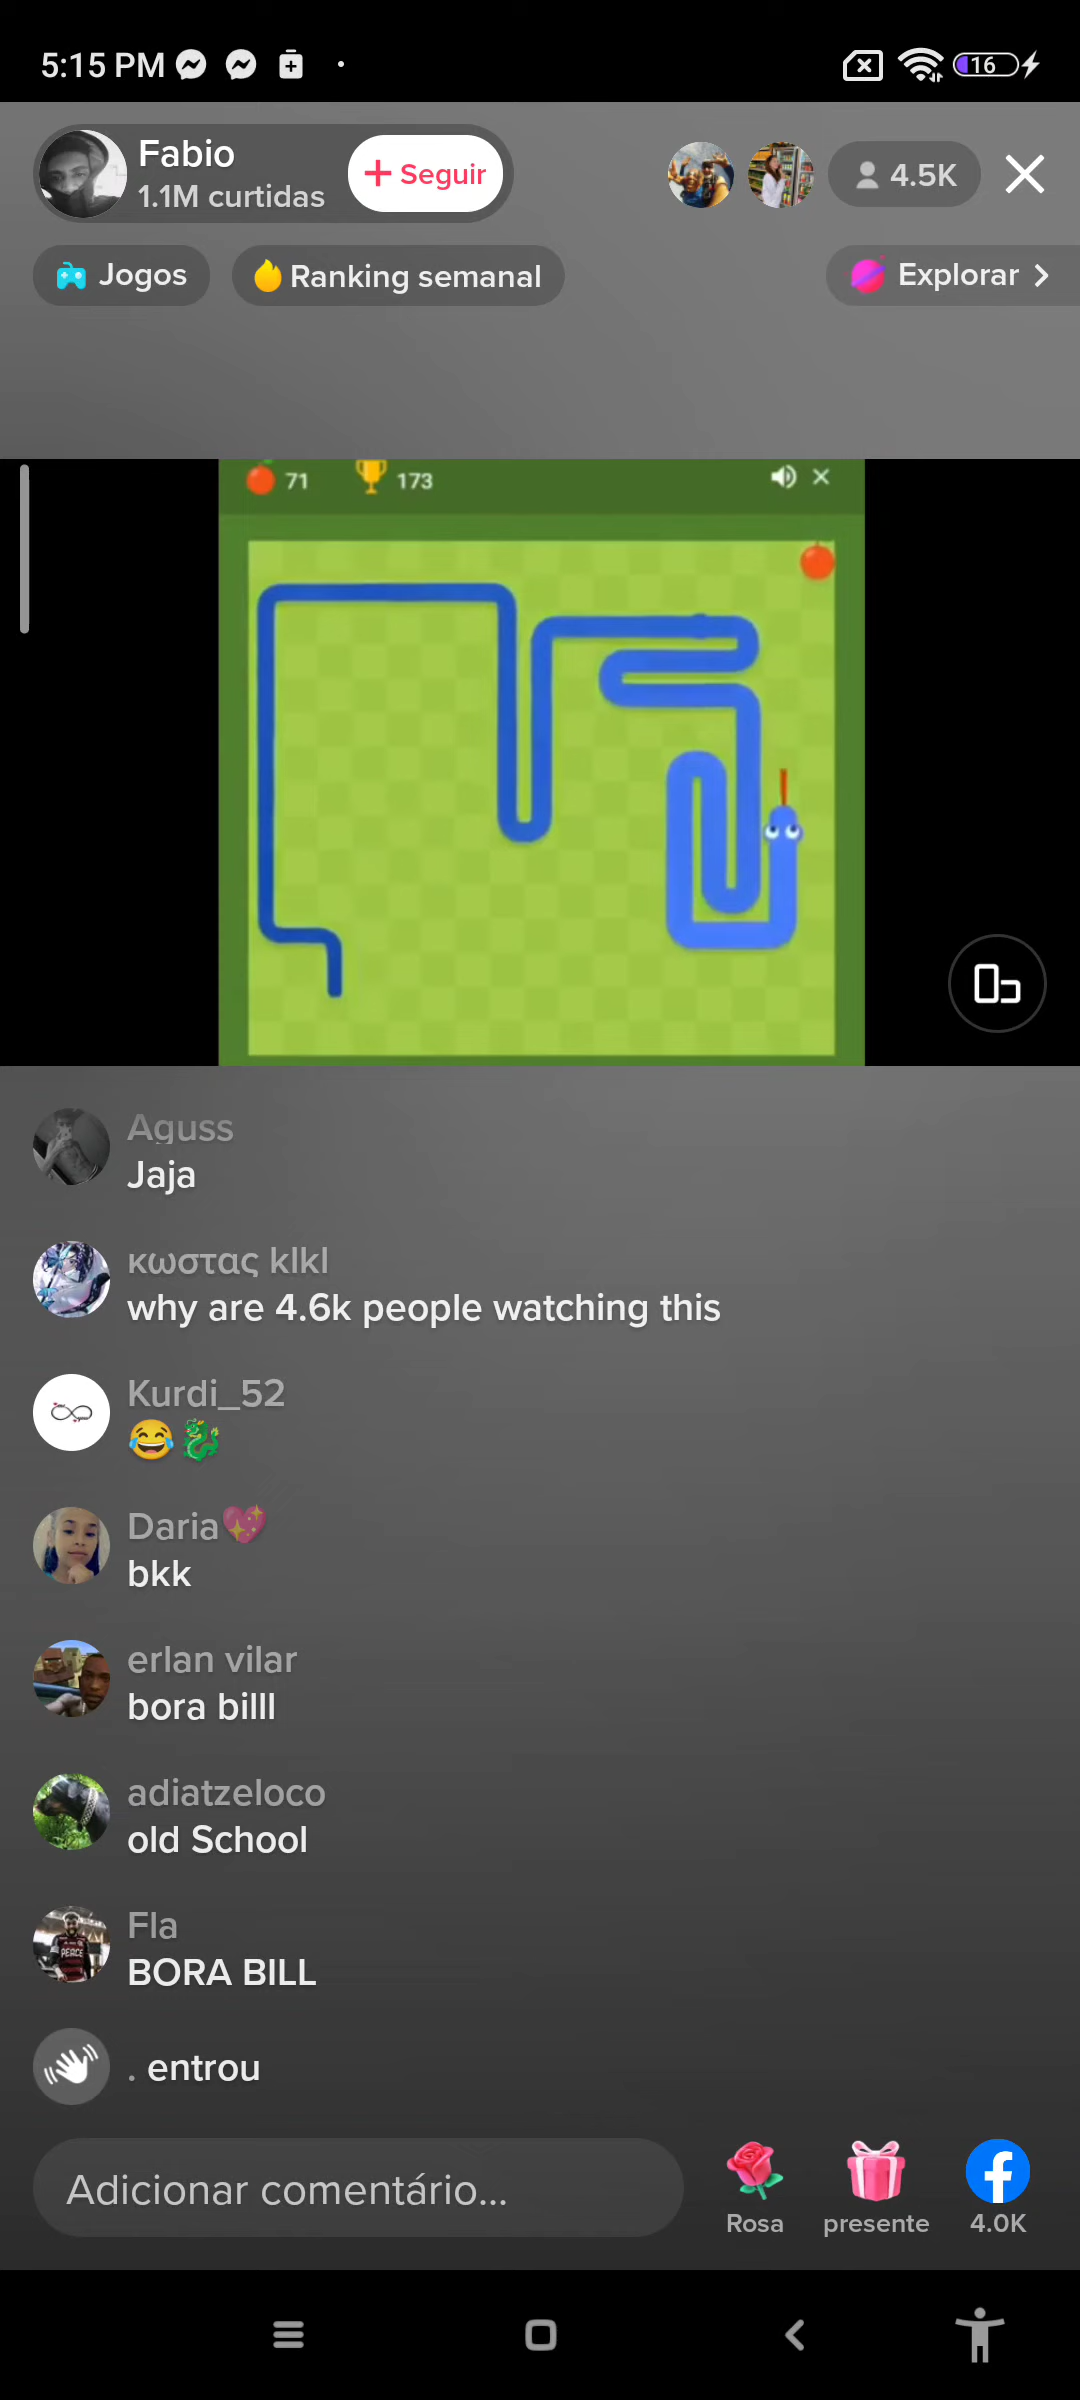 5:15 PM
16
Fabio
1.1M curtidas
+ Seguir
4.5K
Jogos
Ranking semanal
Explorar
71
173
Aguss
Jaja
κωστας klkl
why are 4.6k people watching this
Kurdi_52
😂🐉
Daria💖
bkk
erlan vilar
bora billl
adiatzeloco
old School
Fla
BORA BILL
. entrou
Adicionar comentário...
Rosa
presente
4.0K